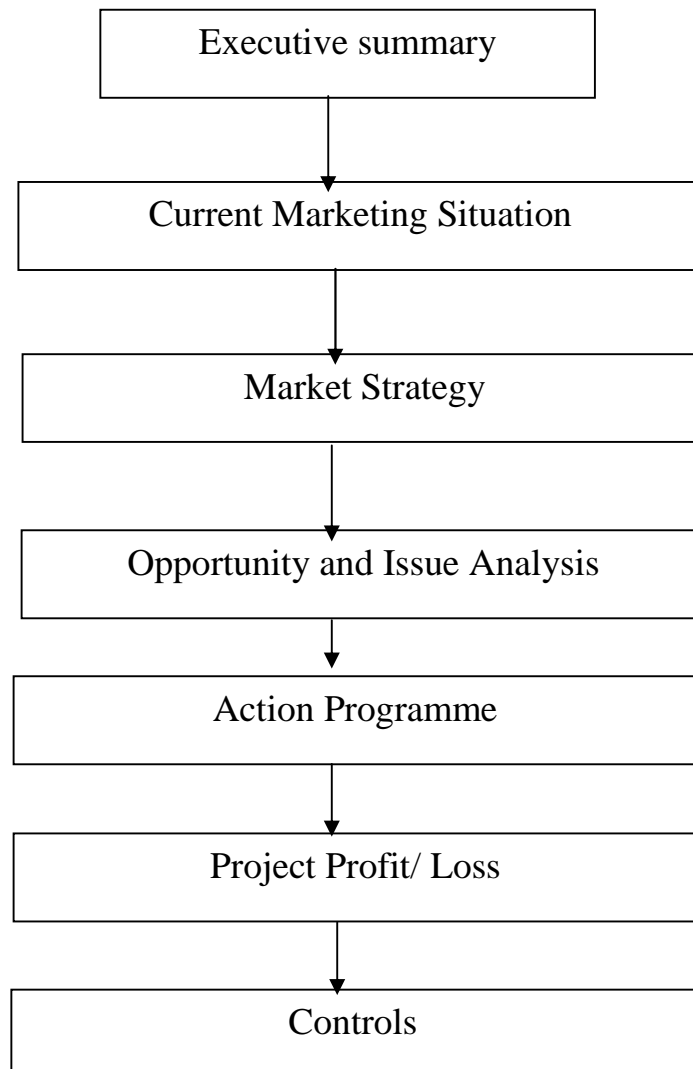 Executive summary
Current Marketing Situation
Market Strategy
Opportunity and Issue Analysis
Action Programme
Project Profit/ Loss
Controls